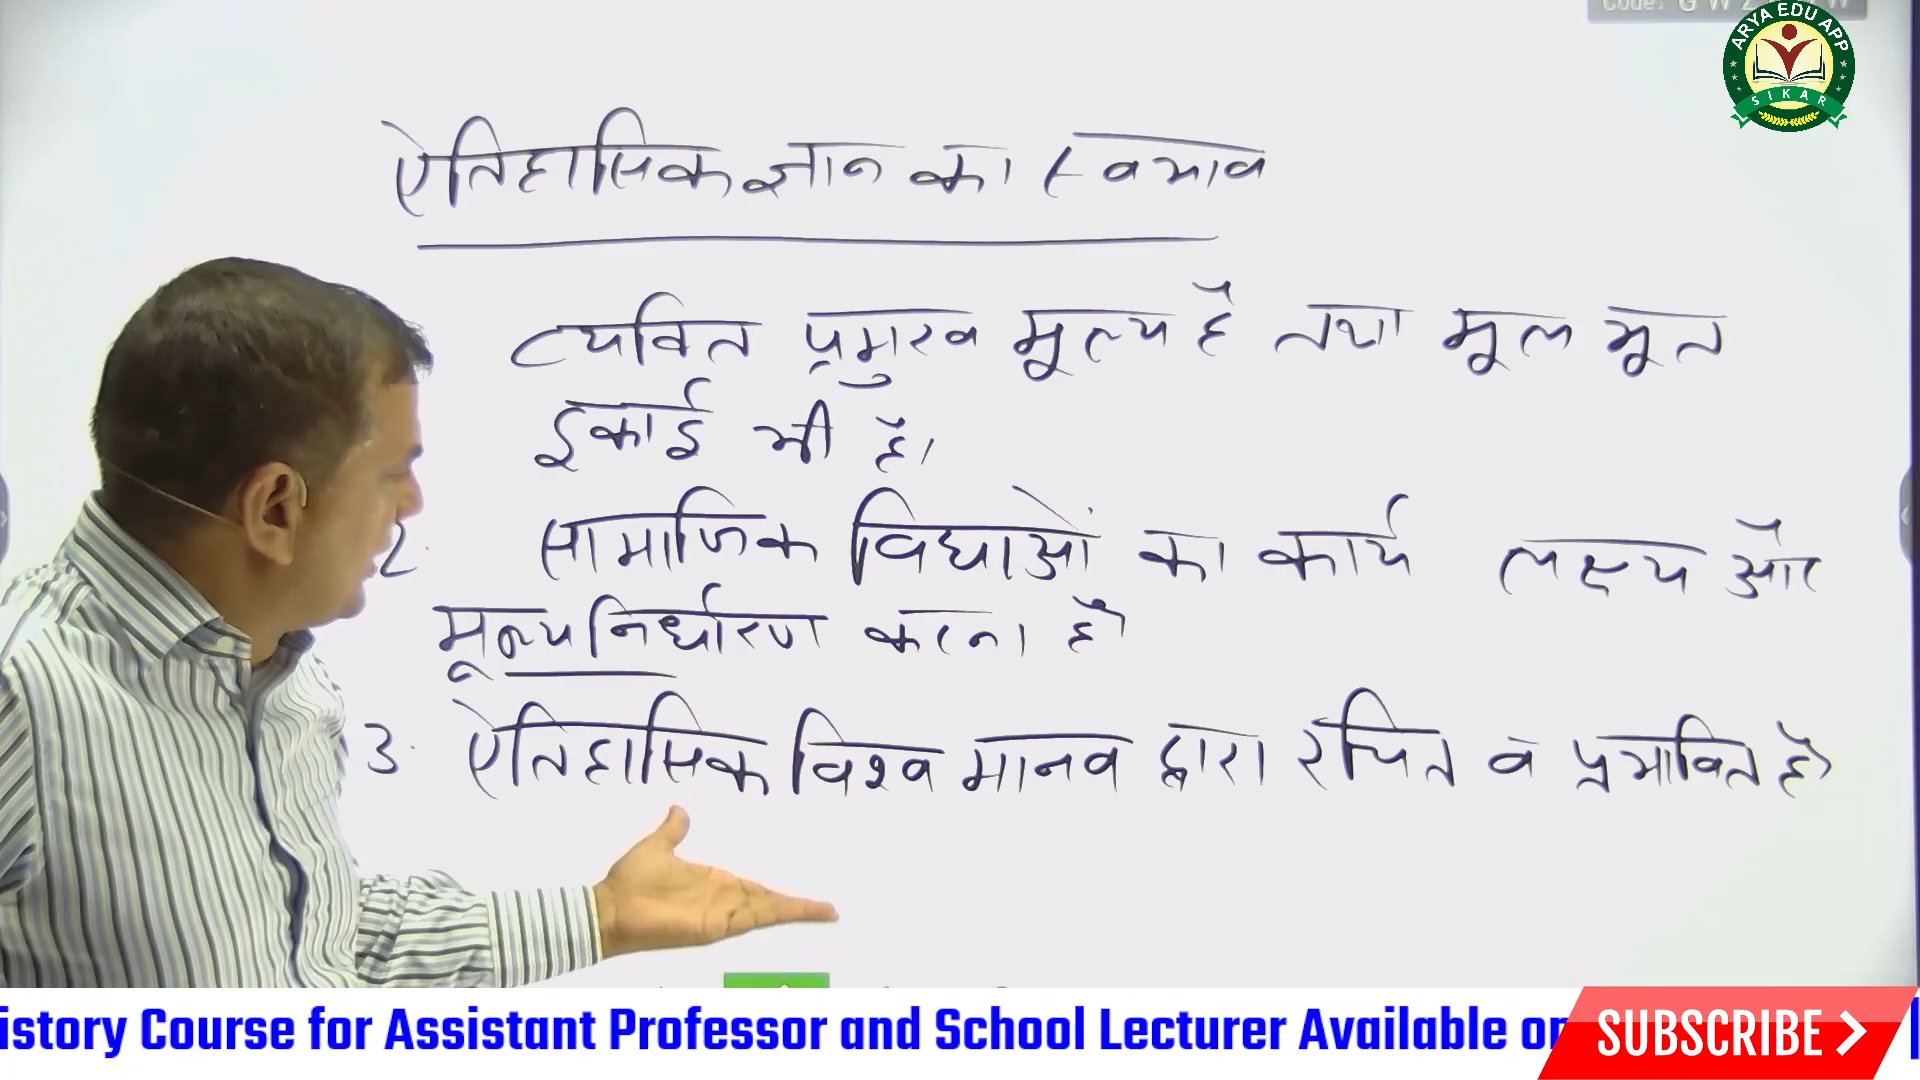 ARYA EDU APP
SIKAR
ऐतिहासिक ज्ञान का स्वभाव
व्यक्ति प्रमुख मूल्य है तथा मूल भूत
इकाई भी है।
2. सामाजिक विद्याओं का कार्य लक्ष्य और
मूल्य निर्धारण करना है
3. ऐतिहासिक विश्व मानव द्वारा रचित व प्रभावित है
istory Course for Assistant Professor and School Lecturer Available on
SUBSCRIBE